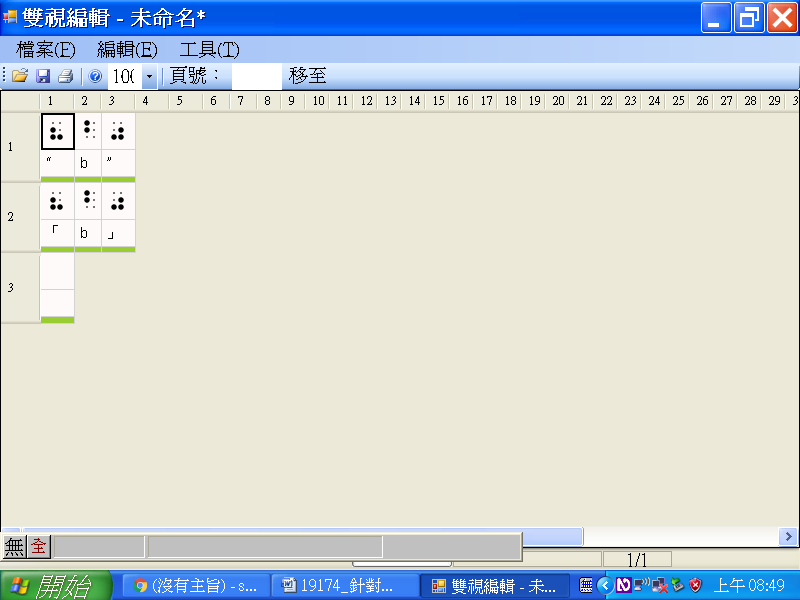 雙視編輯 - 未命名*
檔案(F) 編輯(E) 工具(T)
10( 頁號： 移至
1 2 3 4 5 6 7 8 9 10 11 12 13 14 15 16 17 18 19 20 21 22 23 24 25 26 27 28 29 3
1 ⠦ ⠃ ⠴
“ b ”
2 ⠦ ⠃ ⠴
「 b 」
3
無 全
1/1
開始 (沒有主旨) - s... 19174_針對... 雙視編輯 - 未... 上午 08:49